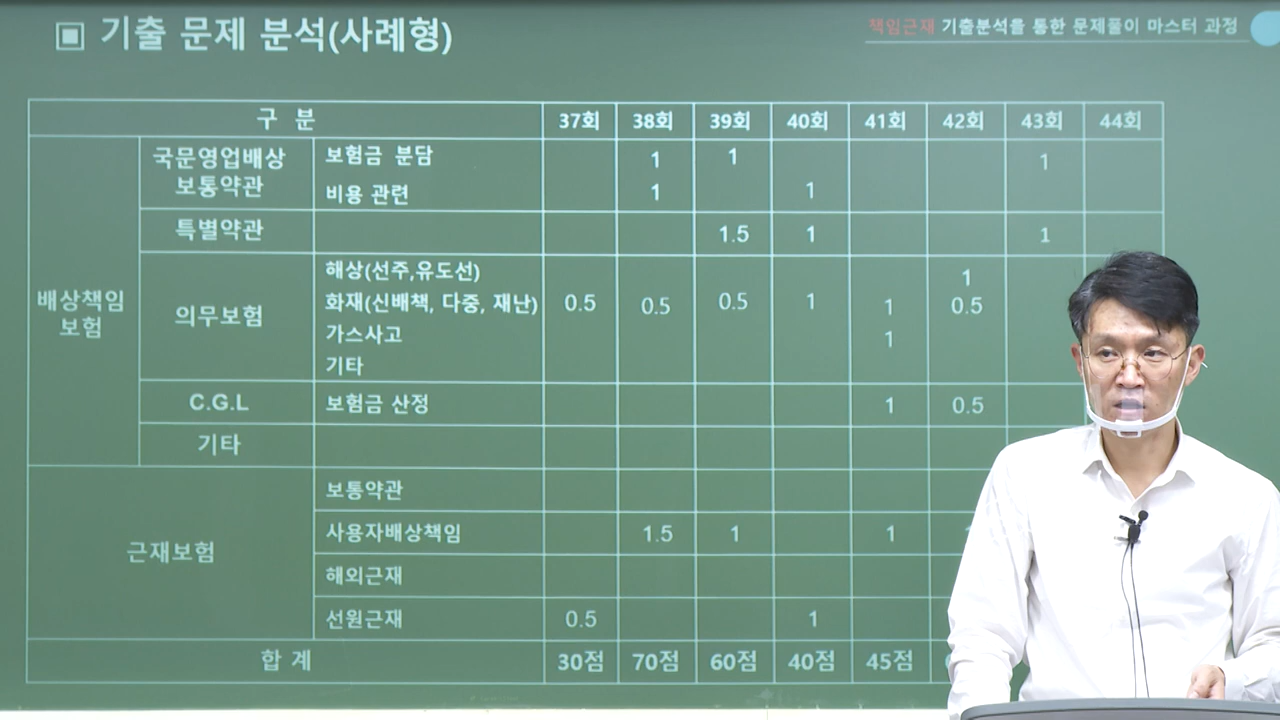 ▣ 기출 문제 분석(사례형)
책임근재 기출분석을 통한 문제풀이 마스터 과정
구 분 37회 38회 39회 40회 41회 42회 43회 44회
배상책임
보험
국문영업배상
보통약관
보험금 분담 1 1 1
비용 관련 1 1
특별약관 1.5 1 1
의무보험
해상(선주,유도선) 1
화재(신배책, 다중, 재난) 0.5 0.5 0.5 1 1 0.5
가스사고 1
기타
C.G.L 보험금 산정 1 0.5
기타
근재보험
보통약관
사용자배상책임 1.5 1 1
해외근재
선원근재 0.5 1
합 계 30점 70점 60점 40점 45점